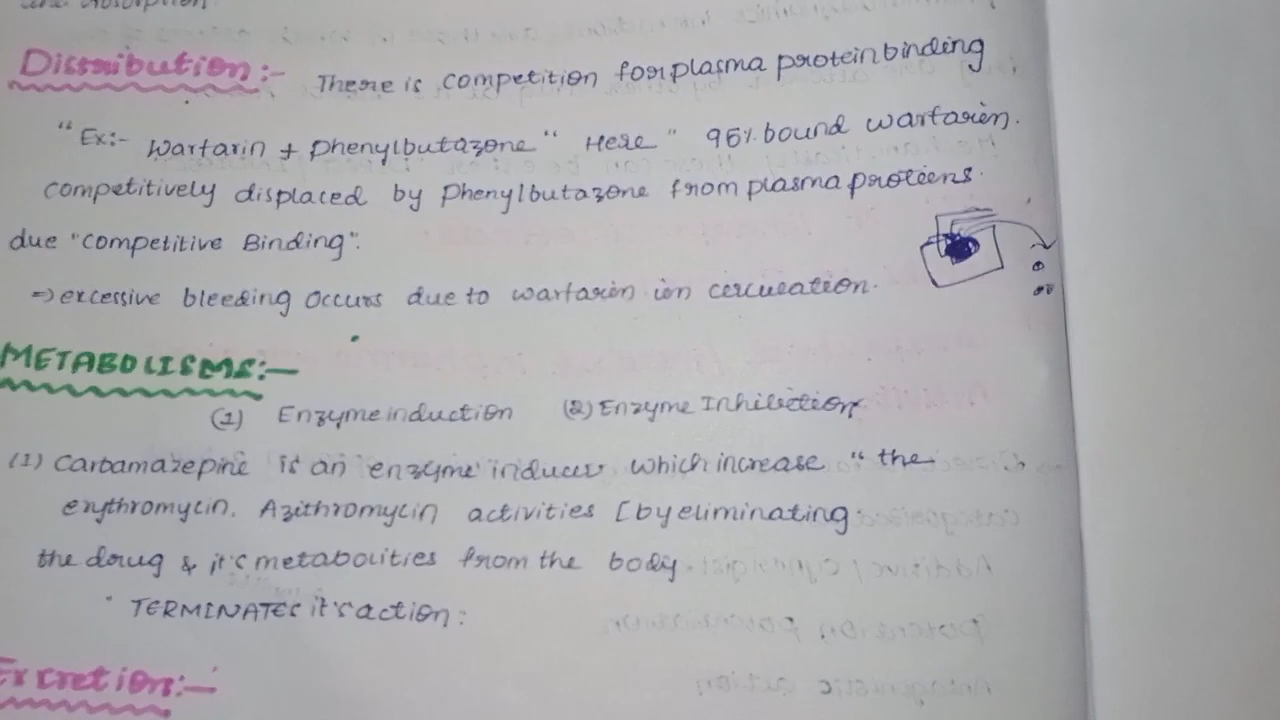 Absorption
Distribution:- There is competition for plasma protein binding
"Ex:- Warfarin + Phenylbutazone" Here " 96% bound warfarin.
competitively displaced by Phenylbutazone from plasma proteins.
due "competitive Binding".
⇒ excessive bleeding occurs due to warfarin in circulation.
METABOLISMS:-
(1) Enzyme induction (2) Enzyme Inhibition
(1) Carbamazepine is an enzyme inducer which increase " the
erythromycin. Azithromycin activities [by eliminating
the drug & it's metabolities from the body.
TERMINATES it's action:
Excretion:-